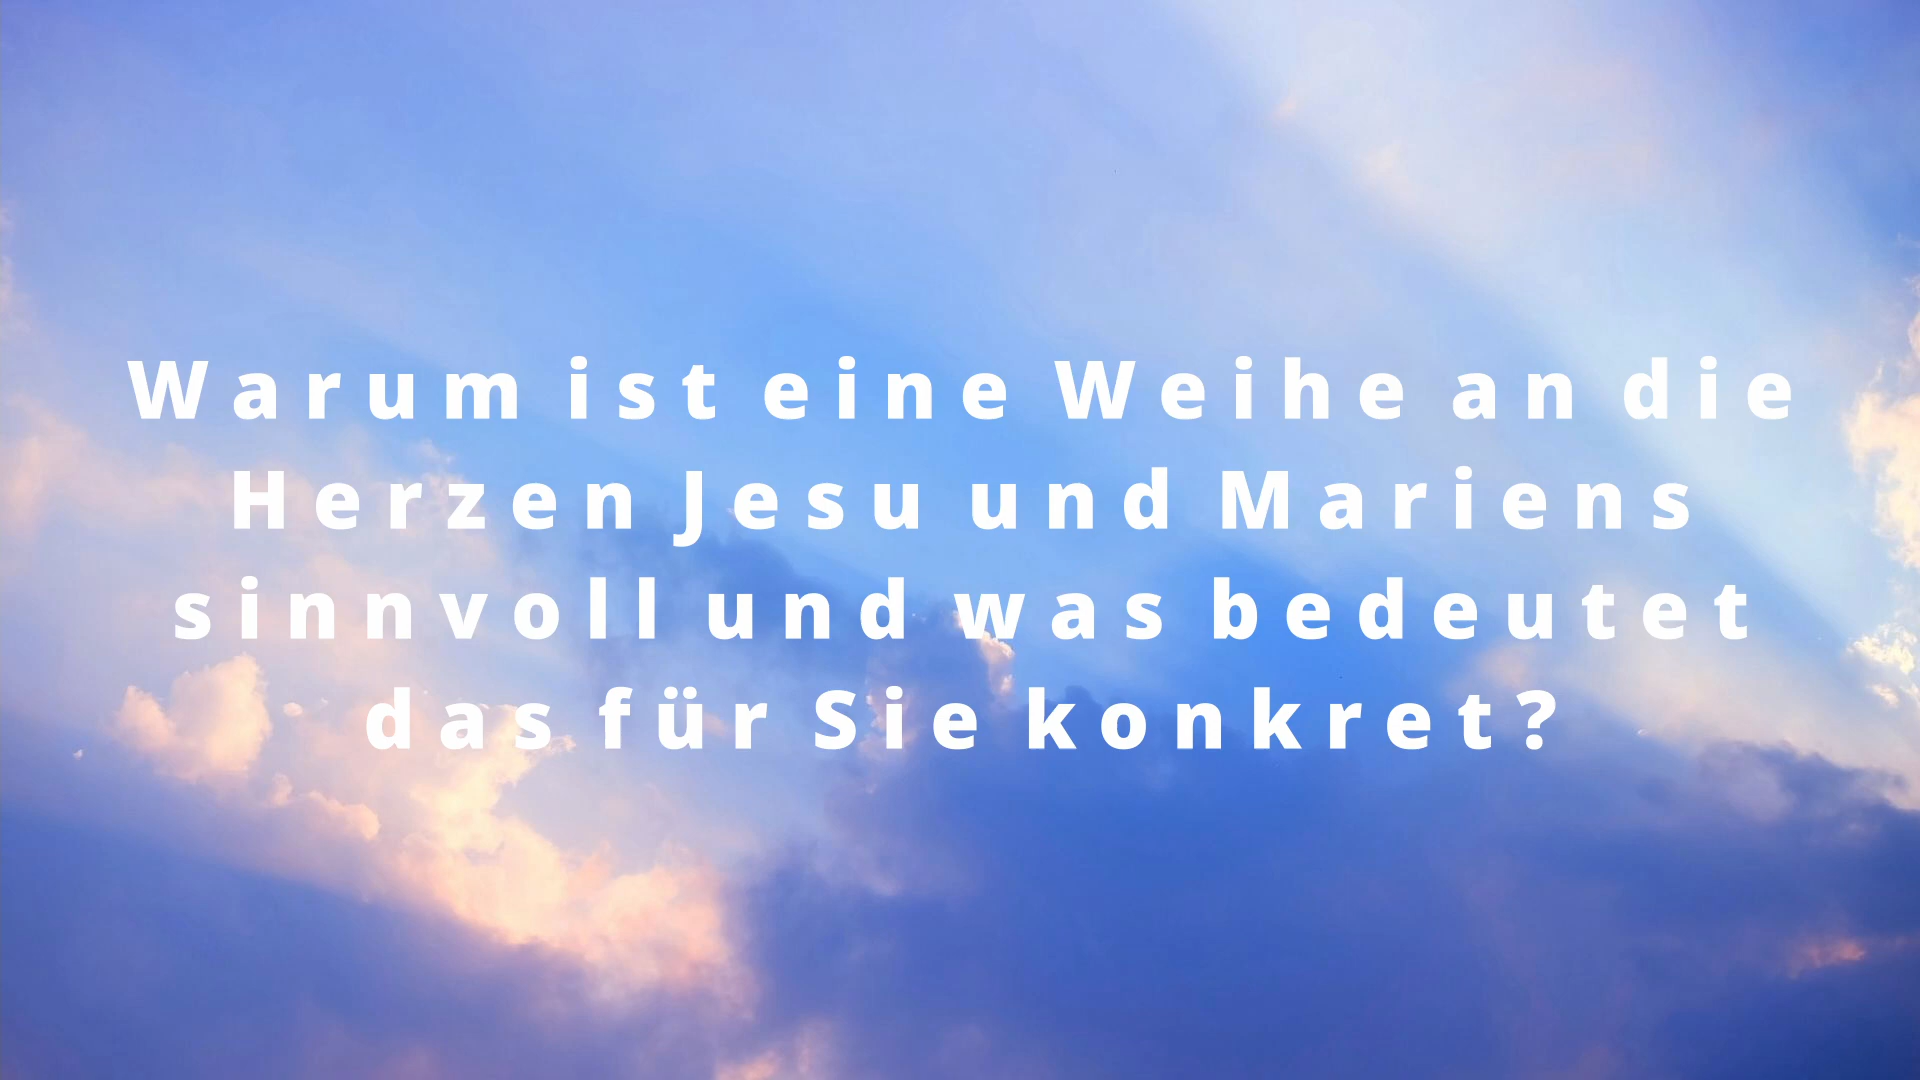 Warum ist eine Weihe an die
Herzen Jesu und Mariens
sinnvoll und was bedeutet
das für Sie konkret?